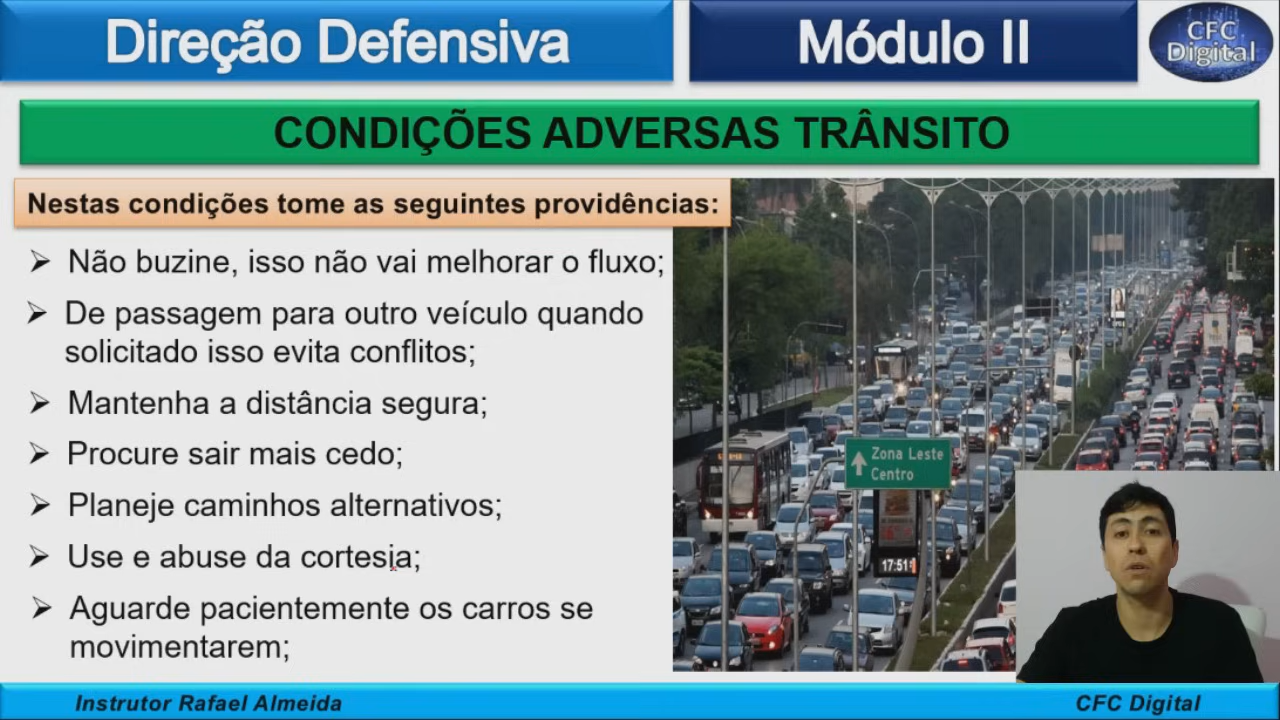 Direção Defensiva
Módulo II
CFC
Digital
CONDIÇÕES ADVERSAS TRÂNSITO
Nestas condições tome as seguintes providências:
➢ Não buzine, isso não vai melhorar o fluxo;
➢ De passagem para outro veículo quando
solicitado isso evita conflitos;
➢ Mantenha a distância segura;
➢ Procure sair mais cedo;
➢ Planeje caminhos alternativos;
➢ Use e abuse da cortesia;
➢ Aguarde pacientemente os carros se
movimentarem;
Zona Leste
Centro
17:51
Instrutor Rafael Almeida
CFC Digital